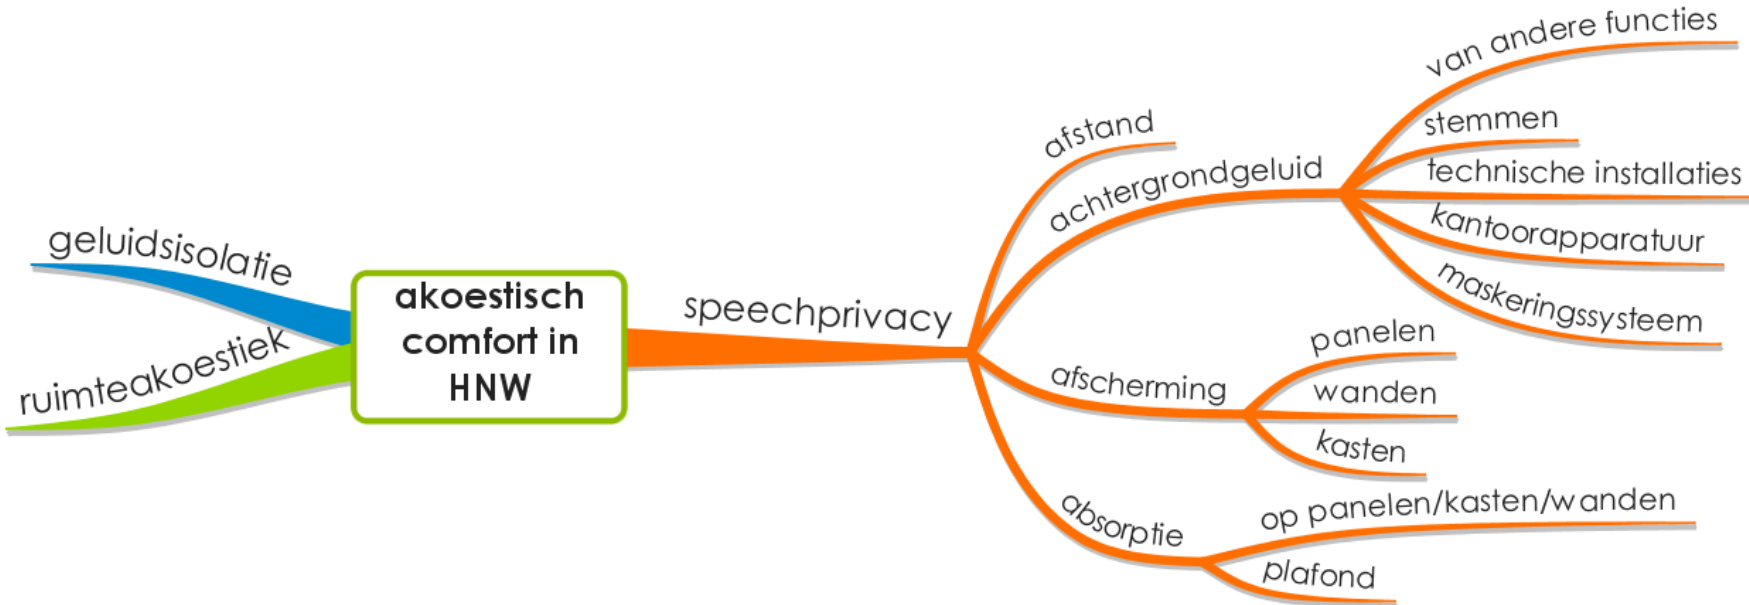 akoestisch
comfort in
HNW
geluidsisolatie
ruimteakoestiek
speechprivacy
afstand
achtergrondgeluid
van andere functies
stemmen
technische installaties
kantoorapparatuur
maskeringssysteem
afscherming
panelen
wanden
kasten
absorptie
op panelen/kasten/wanden
plafond